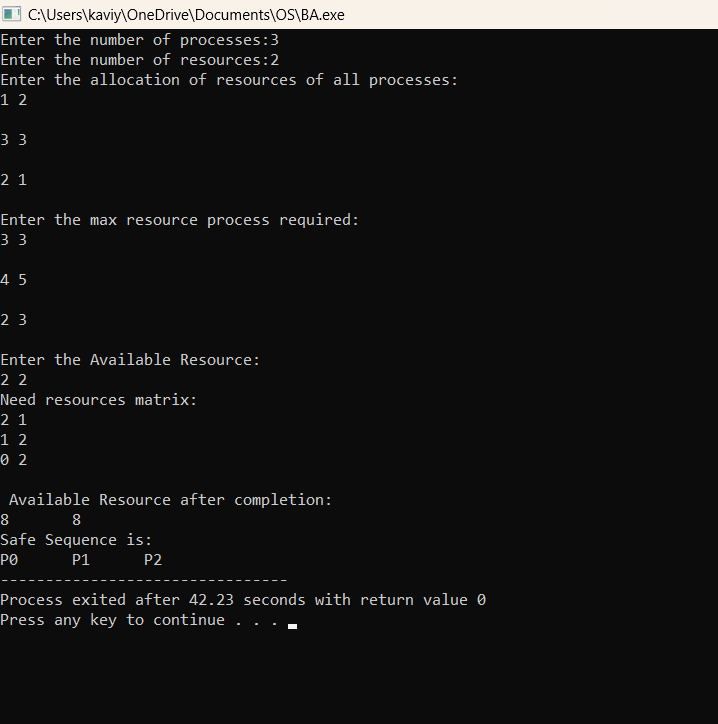 C:\Users\kaviy\OneDrive\Documents\OS\BA.exe
Enter the number of processes:3
Enter the number of resources:2
Enter the allocation of resources of all processes:
1 2
3 3
2 1
Enter the max resource process required:
3 3
4 5
2 3
Enter the Available Resource:
2 2
Need resources matrix:
2 1
1 2
0 2
Available Resource after completion:
8 8
Safe Sequence is:
P0 P1 P2
--------------------------------
Process exited after 42.23 seconds with return value 0
Press any key to continue . . .